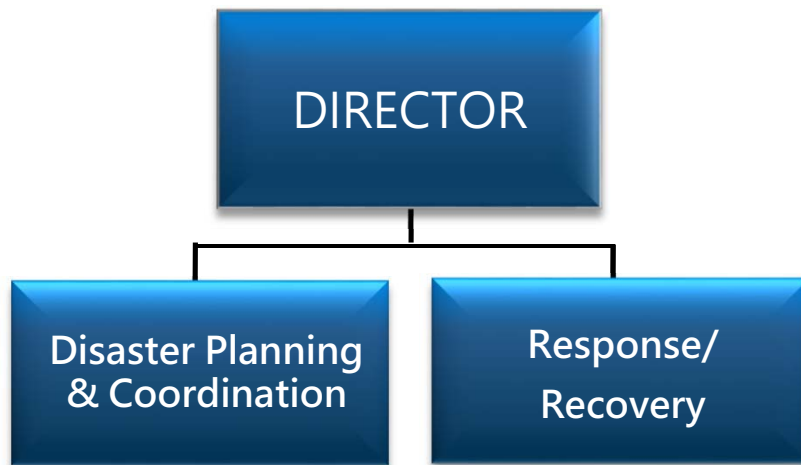 DIRECTOR
Disaster Planning
& Coordination
Response/
Recovery